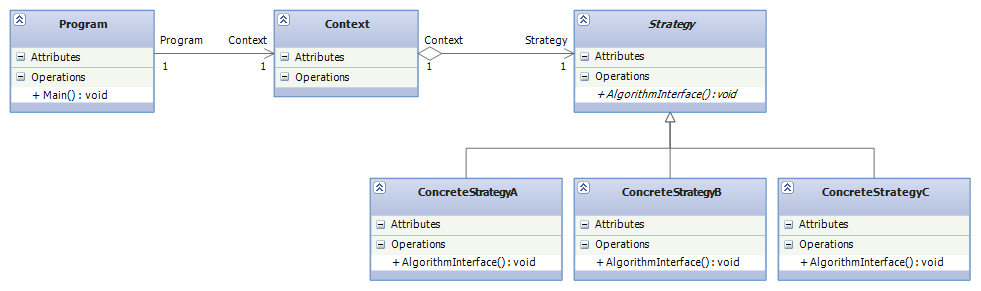 Program
Attributes
Operations
+ Main() : void
Program
Context
1
1
Context
Attributes
Operations
Context
Strategy
1
1
Strategy
Attributes
Operations
+ AlgorithmInterface() : void
ConcreteStrategyA
Attributes
Operations
+ AlgorithmInterface() : void
ConcreteStrategyB
Attributes
Operations
+ AlgorithmInterface() : void
ConcreteStrategyC
Attributes
Operations
+ AlgorithmInterface() : void